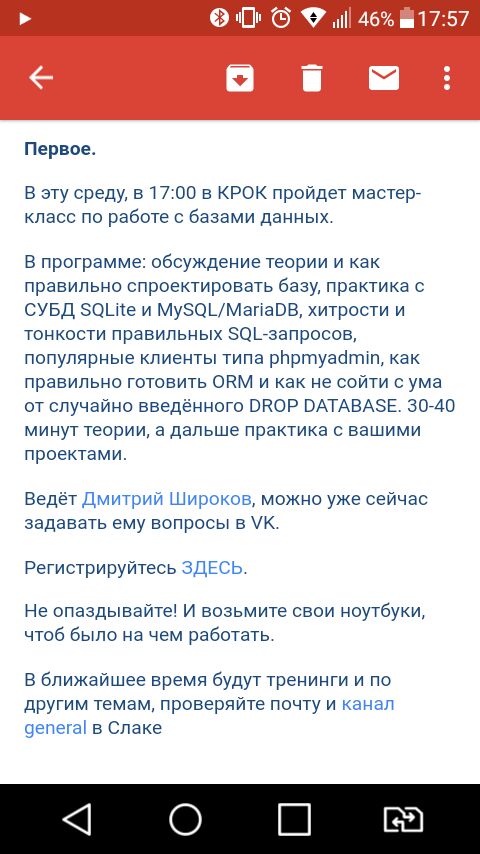 46% 17:57
Первое.
В эту среду, в 17:00 в КРОК пройдет мастер-
класс по работе с базами данных.
В программе: обсуждение теории и как
правильно спроектировать базу, практика с
СУБД SQLite и MySQL/MariaDB, хитрости и
тонкости правильных SQL-запросов,
популярные клиенты типа phpmyadmin, как
правильно готовить ORM и как не сойти с ума
от случайно введённого DROP DATABASE. 30-40
минут теории, а дальше практика с вашими
проектами.
Ведёт Дмитрий Широков, можно уже сейчас
задавать ему вопросы в VK.
Регистрируйтесь ЗДЕСЬ.
Не опаздывайте! И возьмите свои ноутбуки,
чтоб было на чем работать.
В ближайшее время будут тренинги и по
другим темам, проверяйте почту и канал
general в Слаке